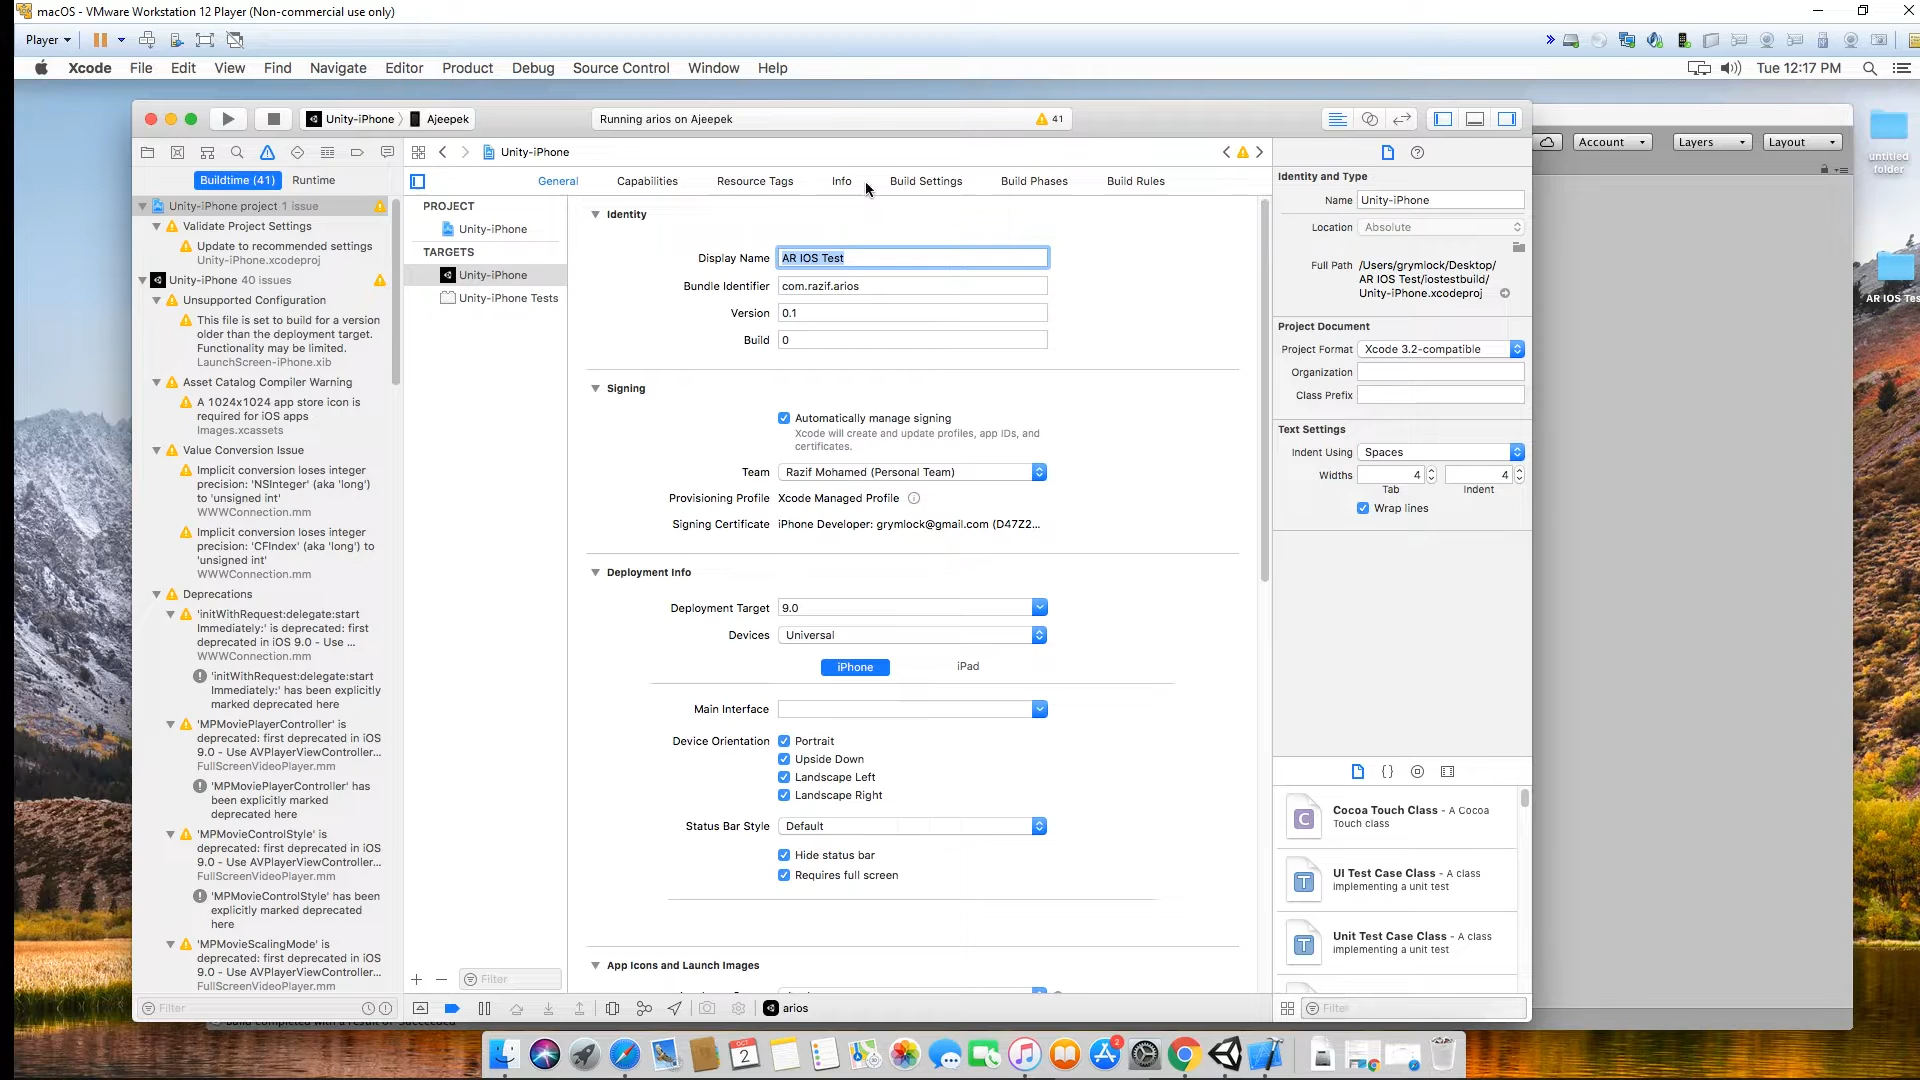 macOS - VMware Workstation 12 Player (Non-commercial use only)
Player
Xcode File Edit View Find Navigate Editor Product Debug Source Control Window Help
Tue 12:17 PM
Unity-iPhone
Ajeepek
Running arios on Ajeepek
41
Account
Layers
Layout
untitled
folder
AR IOS Tes
Unity-iPhone
Buildtime (41)
Runtime
General
Capabilities
Resource Tags
Info
Build Settings
Build Phases
Build Rules
Unity-iPhone project 1 issue
Validate Project Settings
Update to recommended settings
Unity-iPhone.xcodeproj
Unity-iPhone 40 issues
Unsupported Configuration
This file is set to build for a version
older than the deployment target.
Functionality may be limited.
LaunchScreen-iPhone.xib
Asset Catalog Compiler Warning
A 1024x1024 app store icon is
required for iOS apps
Images.xcassets
Value Conversion Issue
Implicit conversion loses integer
precision: 'NSInteger' (aka 'long')
to 'unsigned int'
WWWConnection.mm
Implicit conversion loses integer
precision: 'CFIndex' (aka 'long') to
'unsigned int'
WWWConnection.mm
Deprecations
'initWithRequest:delegate:start
Immediately:' is deprecated: first
deprecated in iOS 9.0 - Use ...
WWWConnection.mm
'initWithRequest:delegate:start
Immediately:' has been explicitly
marked deprecated here
'MPMoviePlayerController' is
deprecated: first deprecated in iOS
9.0 - Use AVPlayerViewController...
FullScreenVideoPlayer.mm
'MPMoviePlayerController' has
been explicitly marked
deprecated here
'MPMovieControlStyle' is
deprecated: first deprecated in iOS
9.0 - Use AVPlayerViewController...
FullScreenVideoPlayer.mm
'MPMovieControlStyle' has been
explicitly marked deprecated
here
'MPMovieScalingMode' is
deprecated: first deprecated in iOS
9.0 - Use AVPlayerViewController...
FullScreenVideoPlayer.mm
Filter
PROJECT
Unity-iPhone
TARGETS
Unity-iPhone
Unity-iPhone Tests
Filter
Identity
Display Name AR IOS Test
Bundle Identifier com.razif.arios
Version 0.1
Build 0
Signing
Automatically manage signing
Xcode will create and update profiles, app IDs, and
certificates.
Team Razif Mohamed (Personal Team)
Provisioning Profile Xcode Managed Profile
Signing Certificate iPhone Developer: grymlock@gmail.com (D47Z2...
Deployment Info
Deployment Target 9.0
Devices Universal
iPhone iPad
Main Interface
Device Orientation Portrait
Upside Down
Landscape Left
Landscape Right
Status Bar Style Default
Hide status bar
Requires full screen
App Icons and Launch Images
arios
Identity and Type
Name Unity-iPhone
Location Absolute
Full Path /Users/grymlock/Desktop/
AR IOS Test/iostestbuild/
Unity-iPhone.xcodeproj
Project Document
Project Format Xcode 3.2-compatible
Organization
Class Prefix
Text Settings
Indent Using Spaces
Widths 4 4
Tab Indent
Wrap lines
Cocoa Touch Class - A Cocoa
Touch class
UI Test Case Class - A class
implementing a unit test
Unit Test Case Class - A class
implementing a unit test
Filter
OCT
2
2